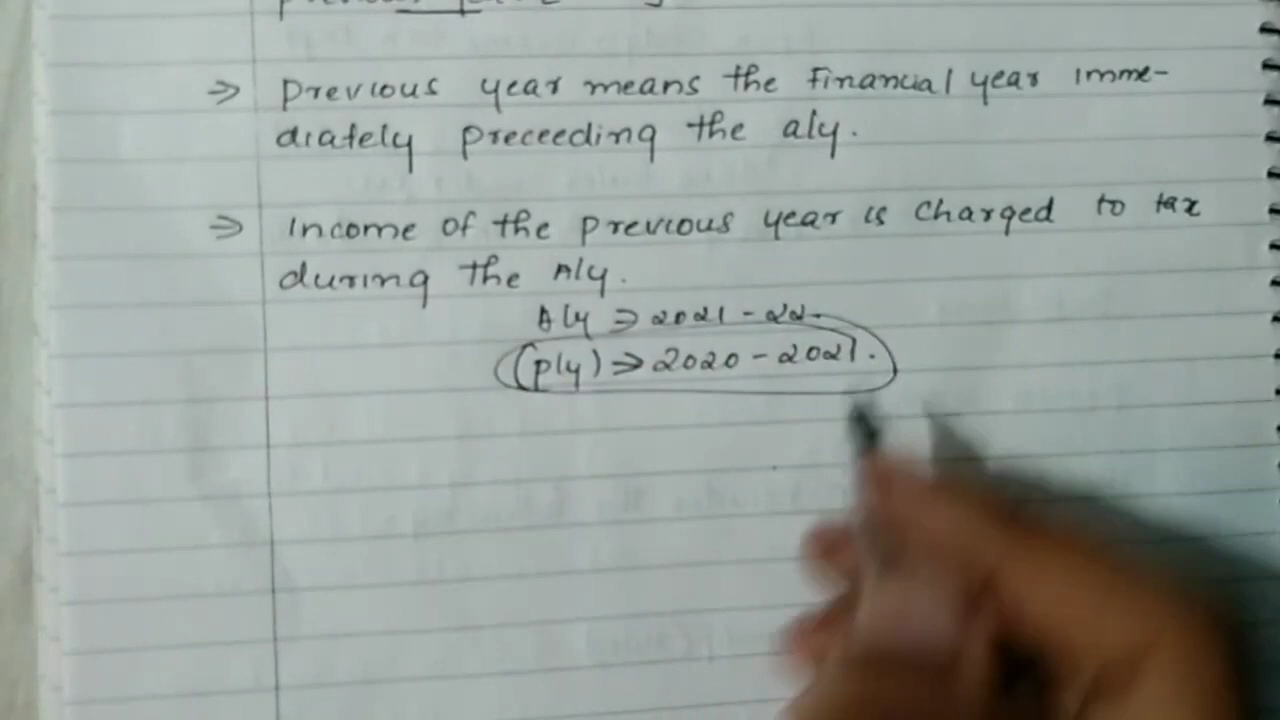 ⇒ Previous year means the Financial year imme-
diately preceeding the a/y.
⇒ Income of the previous year is charged to tax
during the A/y.
A/y ⇒ 2021-22
(p/y) ⇒ 2020-2021.